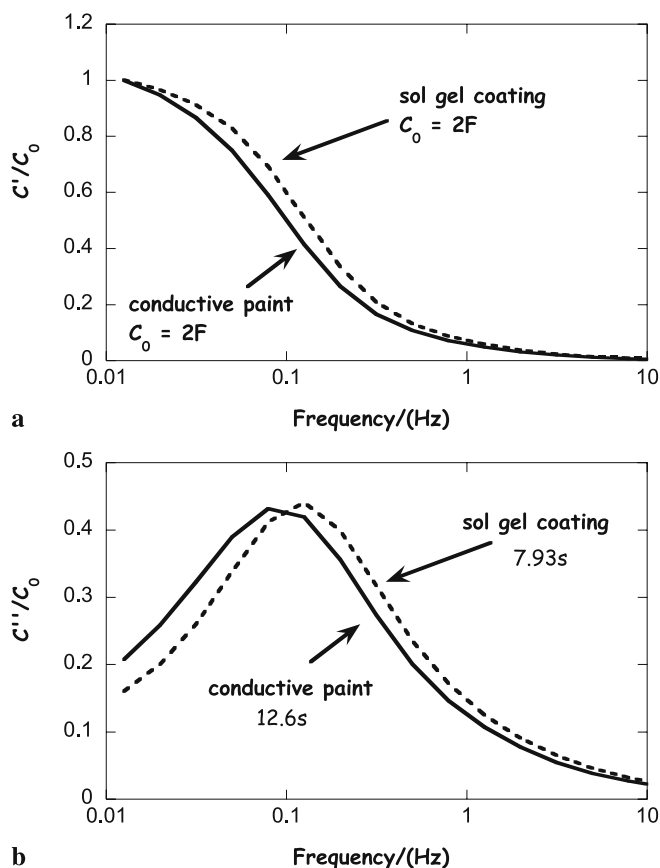 1
0.8
0.6
0.4
0.2
0
C'/C0
sol gel coating
C0 = 2F
conductive paint
C0 = 2F
0.01 0.1 1 10
a Frequency/(Hz)
0.5
0.4
0.3
0.2
0.1
0
C'''/C0
sol gel coating
7.93s
conductive paint
12.6s
0.01 0.1 1 10
b Frequency/(Hz)